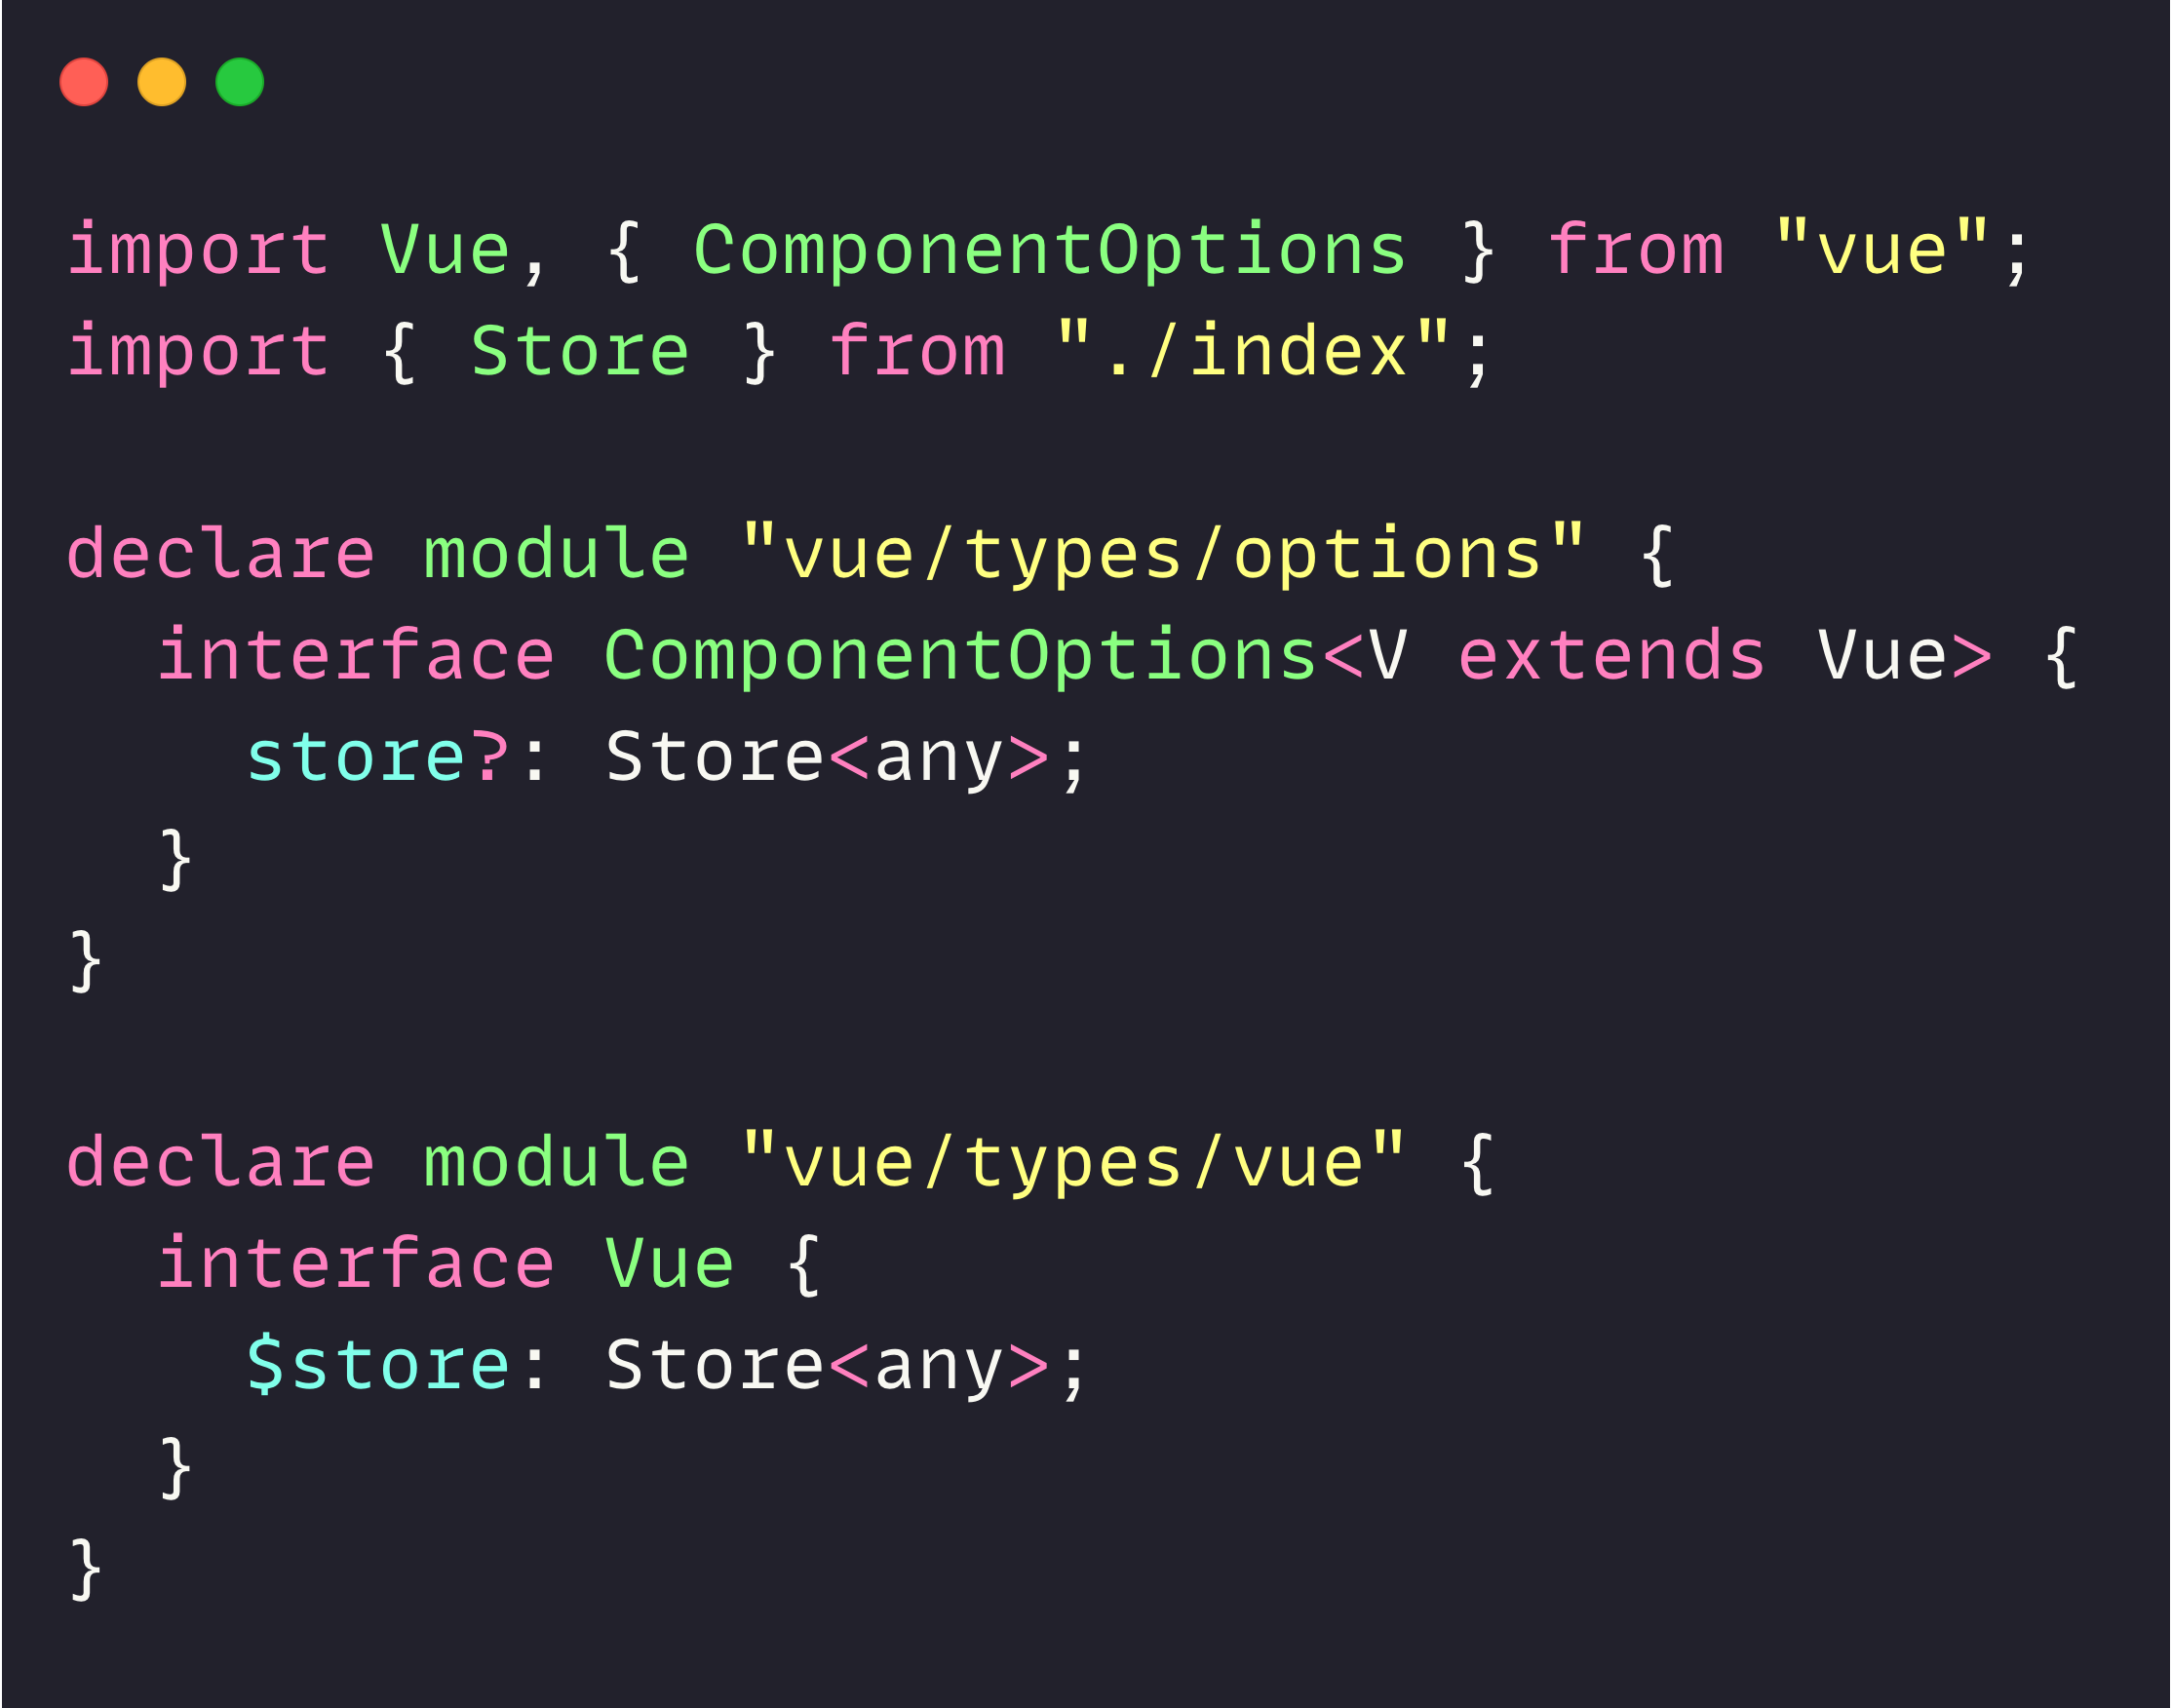 import Vue, { ComponentOptions } from "vue";
import { Store } from "./index";
declare module "vue/types/options" {
  interface ComponentOptions<V extends Vue> {
    store?: Store<any>;
  }
}
declare module "vue/types/vue" {
  interface Vue {
    $store: Store<any>;
  }
}